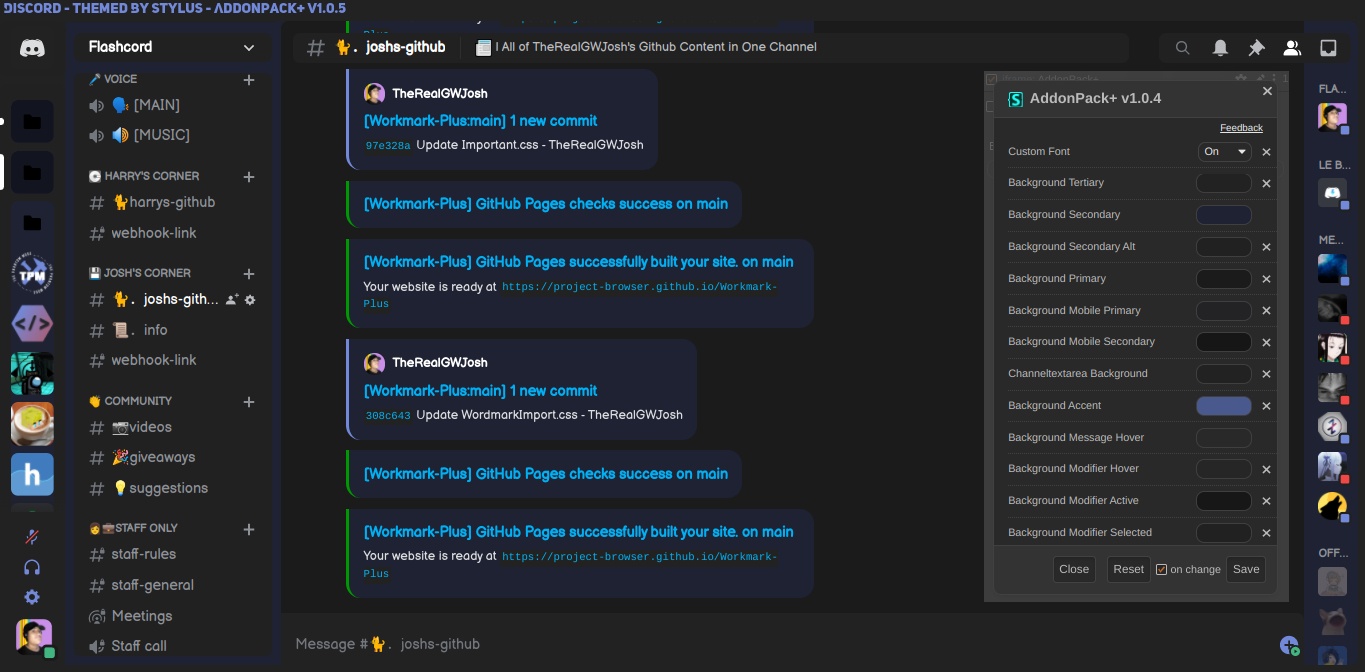 DISCORD - THEMED BY STYLUS - ADDONPACK+ V1.0.5
Flashcord
VOICE
[MAIN]
[MUSIC]
HARRY'S CORNER
harrys-github
webhook-link
JOSH'S CORNER
. joshs-gith...
. info
webhook-link
COMMUNITY
videos
giveaways
suggestions
STAFF ONLY
staff-rules
staff-general
Meetings
Staff call
TPM
</>
h
# . joshs-github
| All of TheRealGWJosh's Github Content in One Channel
Plus
TheRealGWJosh
[Workmark-Plus:main] 1 new commit
97e328a Update Important.css - TheRealGWJosh
[Workmark-Plus] GitHub Pages checks success on main
[Workmark-Plus] GitHub Pages successfully built your site. on main
Your website is ready at https://project-browser.github.io/Workmark-
Plus
TheRealGWJosh
[Workmark-Plus:main] 1 new commit
308c643 Update WordmarkImport.css - TheRealGWJosh
[Workmark-Plus] GitHub Pages checks success on main
[Workmark-Plus] GitHub Pages successfully built your site. on main
Your website is ready at https://project-browser.github.io/Workmark-
Plus
Message # . joshs-github
AddonPack+ v1.0.4
Feedback
Custom Font On
Background Tertiary
Background Secondary
Background Secondary Alt
Background Primary
Background Mobile Primary
Background Mobile Secondary
Channeltextarea Background
Background Accent
Background Message Hover
Background Modifier Hover
Background Modifier Active
Background Modifier Selected
Close Reset on change Save
FLA...
LE B...
ME...
OFF...